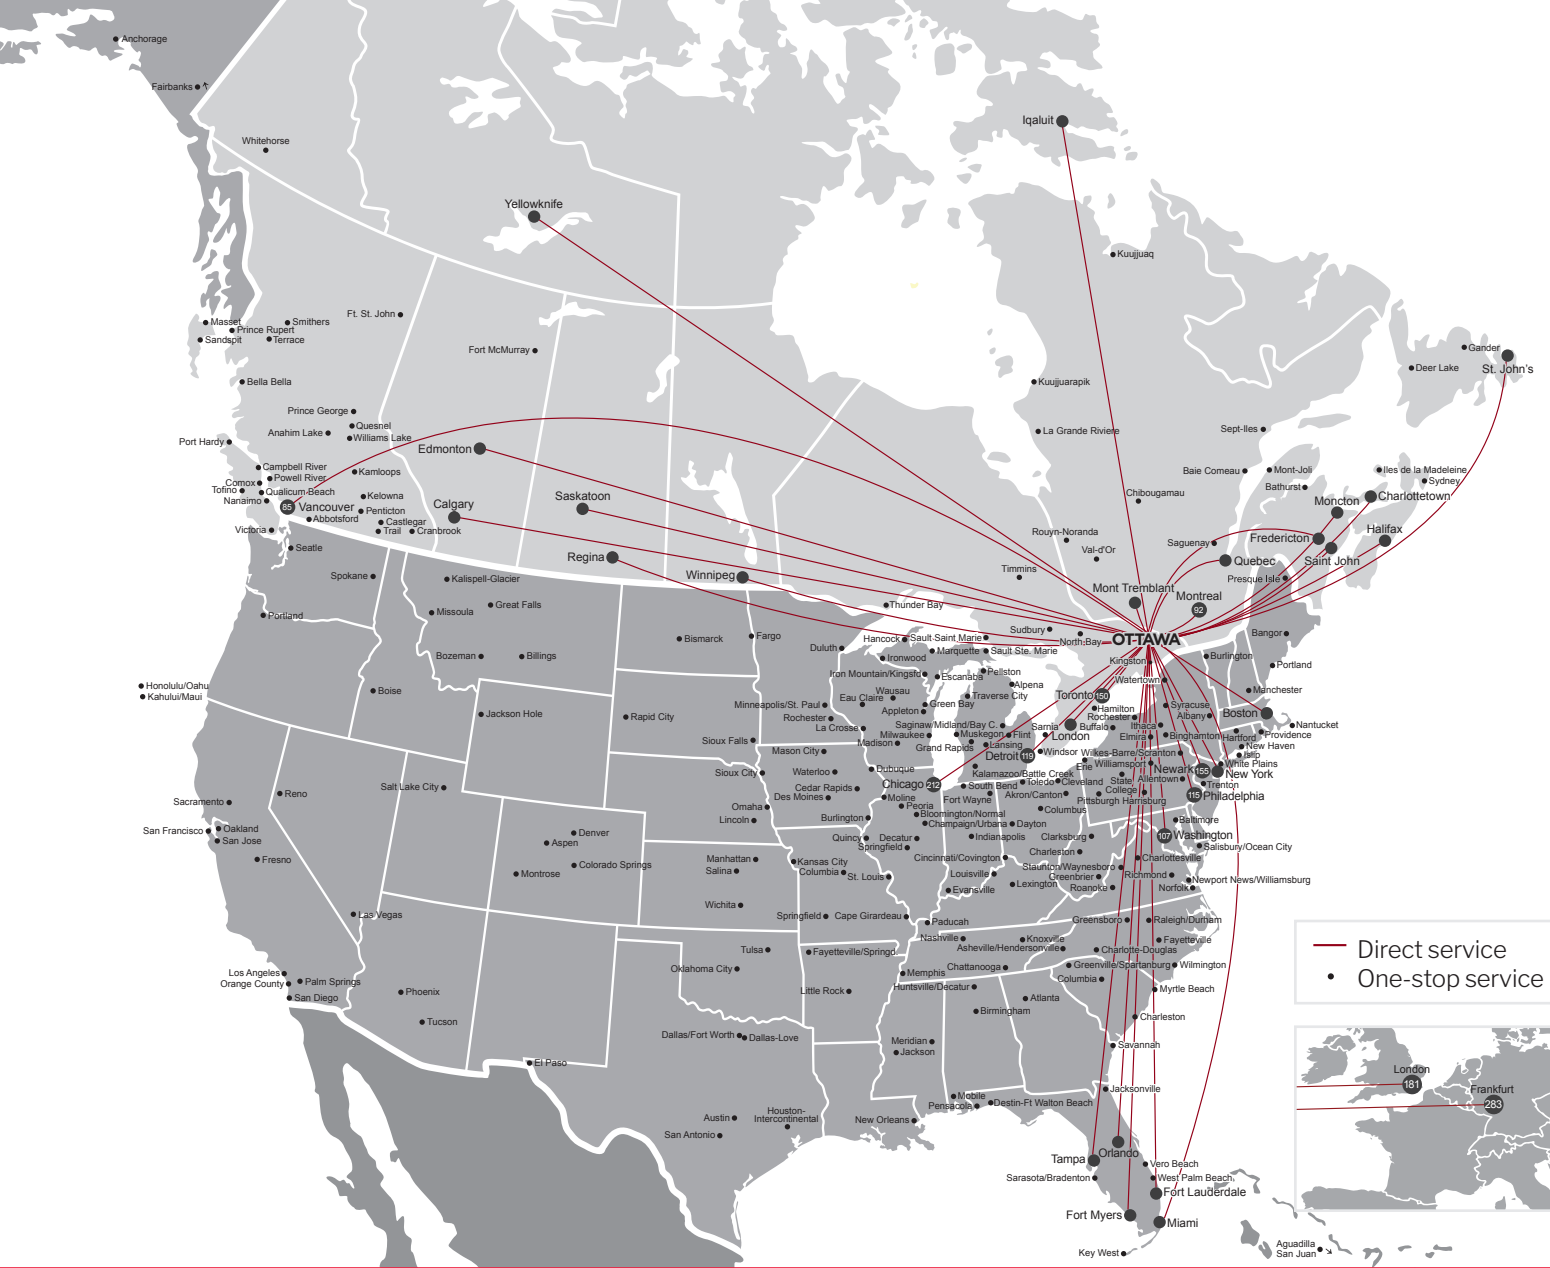 Anchorage
Fairbanks
Whitehorse
Iqaluit
Yellowknife
Kuujjuaq
Ft. St. John
Masset
Smithers
Prince Rupert
Sandspit
Terrace
Fort McMurray
Gander
St. John's
Deer Lake
Bella Bella
Kuujjuarapik
Prince George
Quesnel
Anahim Lake
Williams Lake
Port Hardy
La Grande Riviere
Sept-Iles
Edmonton
Campbell River
Kamloops
Powell River
Comox
Tofino
Qualicum Beach
Nanaimo
Kelowna
85
Vancouver
Penticton
Abbotsford
Castlegar
Trail
Cranbrook
Victoria
Calgary
Saskatoon
Baie Comeau
Mont-Joli
Iles de la Madeleine
Bathurst
Sydney
Chibougamau
Moncton
Charlottetown
Halifax
Fredericton
Saint John
Rouyn-Noranda
Saguenay
Val-d'Or
Quebec
Presque Isle
Timmins
Seatle
Regina
Winnipeg
Spokane
Kalispell-Glacier
Mont Tremblant
Montreal
92
Thunder Bay
Great Falls
Missoula
Portland
Bismarck
Fargo
Hancock
Sault Saint Marie
Sudbury
North Bay
OTTAWA
Bangor
Duluth
Ironwood
Marquette
Sault Ste. Marie
Kingston
Burlington
Portland
Bozeman
Billings
Iron Mountain/Kingsfd
Escanaba
Pellston
Watertown
Honolulu/Oahu
Kahului/Maui
Boise
Alpena
Wausau
Eau Claire
Traverse City
Toronto
150
Manchester
Jackson Hole
Rapid City
Minneapolis/St. Paul
Rochester
Green Bay
Appleton
Hamilton
Rochester
Syracuse
Albany
Boston
La Crosse
Saginaw/Midland/Bay C.
Sarnia
London
Buffalo
Ithaca
Nantucket
Milwaukee
Muskegon
Flint
Elmira
Binghamton
Hartford
Providence
Sioux Falls
Mason City
Madison
Grand Rapids
Lansing
Detroit
119
Windsor
Wilkes-Barre/Scranton
New Haven
Islip
Erie
Williamsport
White Plains
Sioux City
Waterloo
Dubuque
Kalamazoo/Battle Creek
Newark
155
New York
Salt Lake City
Chicago
212
South Bend
Toledo
Cleveland
State
College
Allentown
Trenton
Reno
Cedar Rapids
Des Moines
Moline
Fort Wayne
Akron/Canton
Pittsburgh
Harrisburg
115
Philadelphia
Sacramento
Omaha
Lincoln
Peoria
Burlington
Bloomington/Normal
Champaign/Urbana
Columbus
Dayton
Baltimore
San Francisco
Oakland
San Jose
Denver
Aspen
Quincy
Decatur
Springfield
Indianapolis
Clarksburg
107
Washington
Salisbury/Ocean City
Fresno
Colorado Springs
Montrose
Manhattan
Salina
Kansas City
Columbia
St. Louis
Cincinnati/Covington
Charleston
Charlottesville
Louisville
Staunton/Waynesboro
Greenbrier
Richmond
Newport News/Williamsburg
Evansville
Lexington
Roanoke
Norfolk
Las Vegas
Wichita
Springfield
Cape Girardeau
Paducah
Greensboro
Raleigh/Durham
Nashville
Knoxville
Fayetteville
Tulsa
Fayetteville/Springd
Asheville/Hendersonville
Charlotte-Douglas
Los Angeles
Orange County
Palm Springs
San Diego
Oklahoma City
Memphis
Chattanooga
Greenville/Spartanburg
Wilmington
Phoenix
Little Rock
Huntsville/Decatur
Columbia
Myrtle Beach
Tucson
Atlanta
Birmingham
Charleston
Dallas/Fort Worth
Dallas-Love
Meridian
Jackson
Savannah
El Paso
Jacksonville
Mobile
Pensacola
Destin-Ft Walton Beach
Austin
Houston-
Intercontinental
San Antonio
New Orleans
Orlando
Tampa
Vero Beach
Sarasota/Bradenton
West Palm Beach
Fort Lauderdale
Fort Myers
Miami
Key West
Aguadilla
San Juan
Direct service
One-stop service
London
181
Frankfurt
283